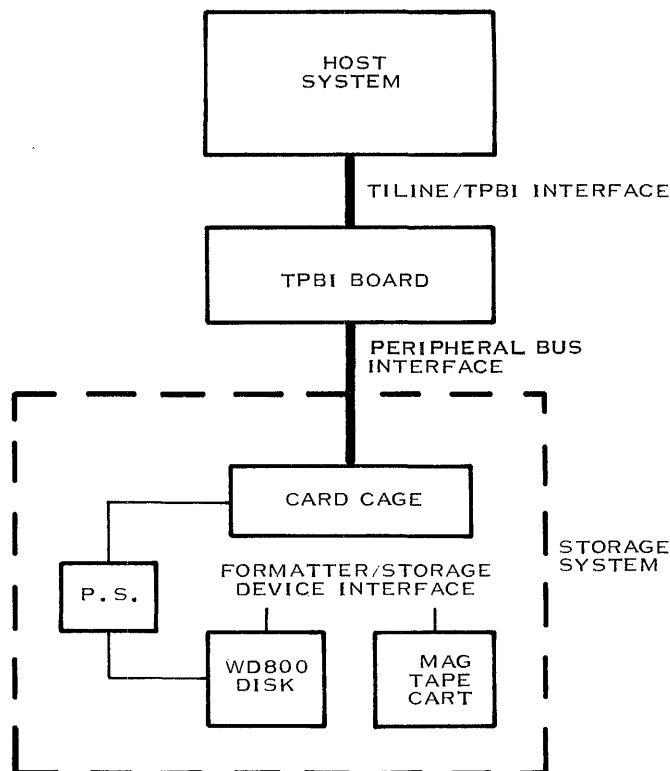 HOST
SYSTEM
TILINE/TPBI INTERFACE
TPBI BOARD
PERIPHERAL BUS
INTERFACE
CARD CAGE
STORAGE
SYSTEM
FORMATTER/STORAGE
DEVICE INTERFACE
P.S.
WD800
DISK
MAG
TAPE
CART